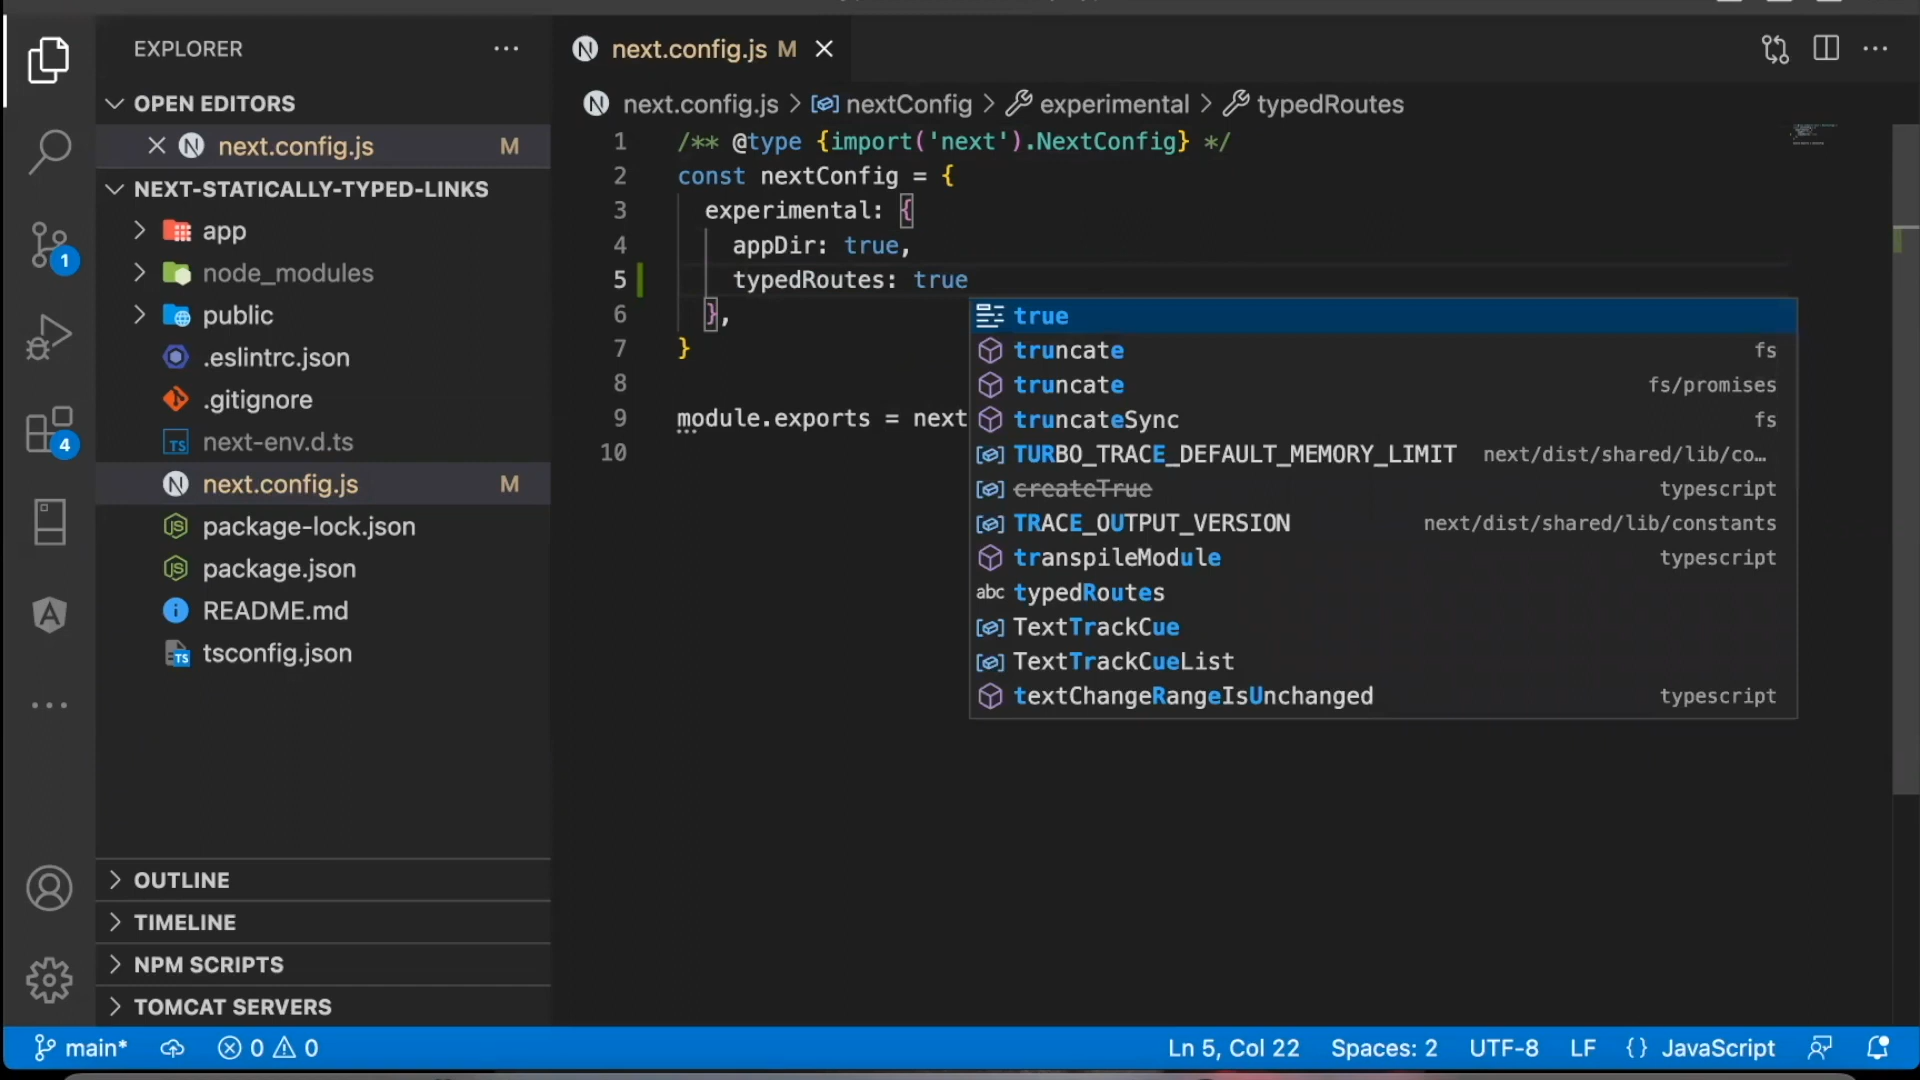 EXPLORER
OPEN EDITORS
next.config.js M
NEXT-STATICALLY-TYPED-LINKS
app
node_modules
public
.eslintrc.json
.gitignore
next-env.d.ts
next.config.js M
package-lock.json
package.json
README.md
tsconfig.json
OUTLINE
TIMELINE
NPM SCRIPTS
TOMCAT SERVERS
1
4
next.config.js M
next.config.js > nextConfig > experimental > typedRoutes
1 /** @type {import('next').NextConfig} */
2 const nextConfig = {
3 experimental: {
4 appDir: true,
5 typedRoutes: true
6 },
7 }
8
9 module.exports = next
10
true
truncate fs
truncate fs/promises
truncateSync fs
TURBO_TRACE_DEFAULT_MEMORY_LIMIT next/dist/shared/lib/co…
createTrue typescript
TRACE_OUTPUT_VERSION next/dist/shared/lib/constants
transpileModule typescript
abc typedRoutes
TextTrackCue
TextTrackCueList
textChangeRangeIsUnchanged typescript
main* 0 0 Ln 5, Col 22 Spaces: 2 UTF-8 LF {} JavaScript